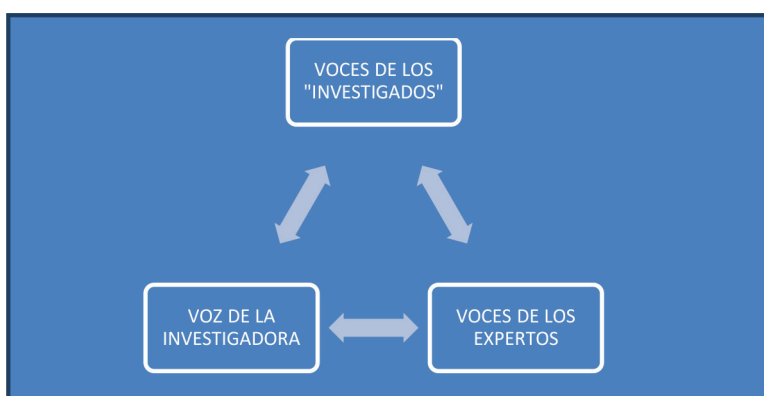 VOCES DE LOS
"INVESTIGADOS"
VOZ DE LA
INVESTIGADORA
VOCES DE LOS
EXPERTOS